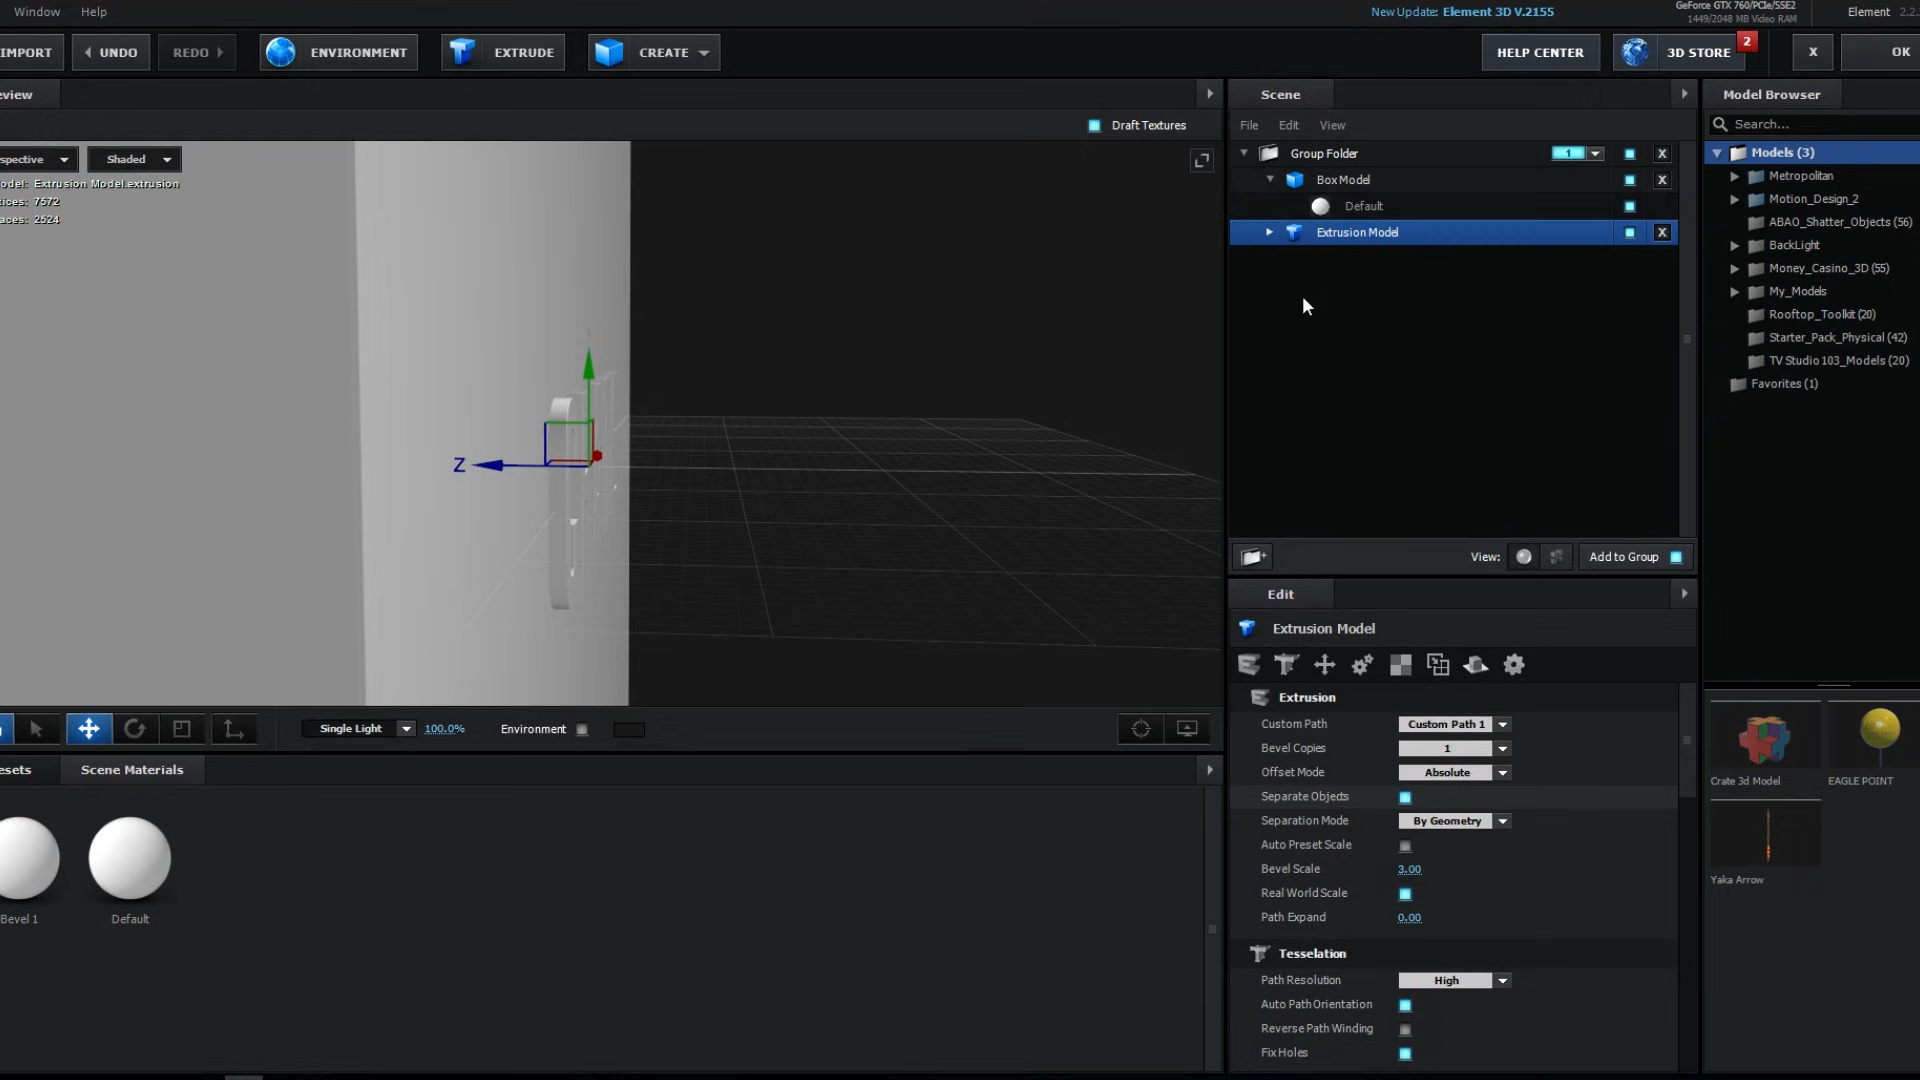 Window Help
New Update: Element 3D V.2155
GeForce GTX 760/PCIe/SSE2
1449/2048 MB Video RAM
Element 2.2.
IMPORT
UNDO
REDO
ENVIRONMENT
EXTRUDE
CREATE
HELP CENTER
3D STORE
2
X
OK
eview
Scene
Model Browser
Draft Textures
File Edit View
Search...
spective
Shaded
odel: Extrusion Model.extrusion
tices: 7572
aces: 2524
Group Folder
1
X
Box Model
X
Default
Extrusion Model
X
Models (3)
Metropolitan
Motion_Design_2
ABAO_Shatter_Objects (56)
BackLight
Money_Casino_3D (55)
My_Models
Rooftop_Toolkit (20)
Starter_Pack_Physical (42)
TV Studio 103_Models (20)
Favorites (1)
Z
View:
Add to Group
Edit
Extrusion Model
Extrusion
Custom Path Custom Path 1
Bevel Copies 1
Offset Mode Absolute
Separate Objects
Separation Mode By Geometry
Auto Preset Scale
Bevel Scale 3.00
Real World Scale
Path Expand 0.00
Tesselation
Path Resolution High
Auto Path Orientation
Reverse Path Winding
Fix Holes
Single Light
100.0%
Environment
esets
Scene Materials
Bevel 1
Default
Crate 3d Model
EAGLE POINT
Yaka Arrow